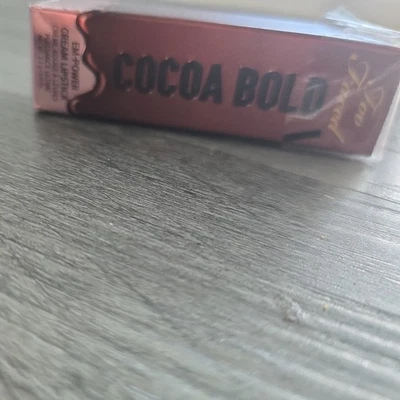 COCOA BOLD
Too
Faced
EM-POWER
CREAM LIPSTICK